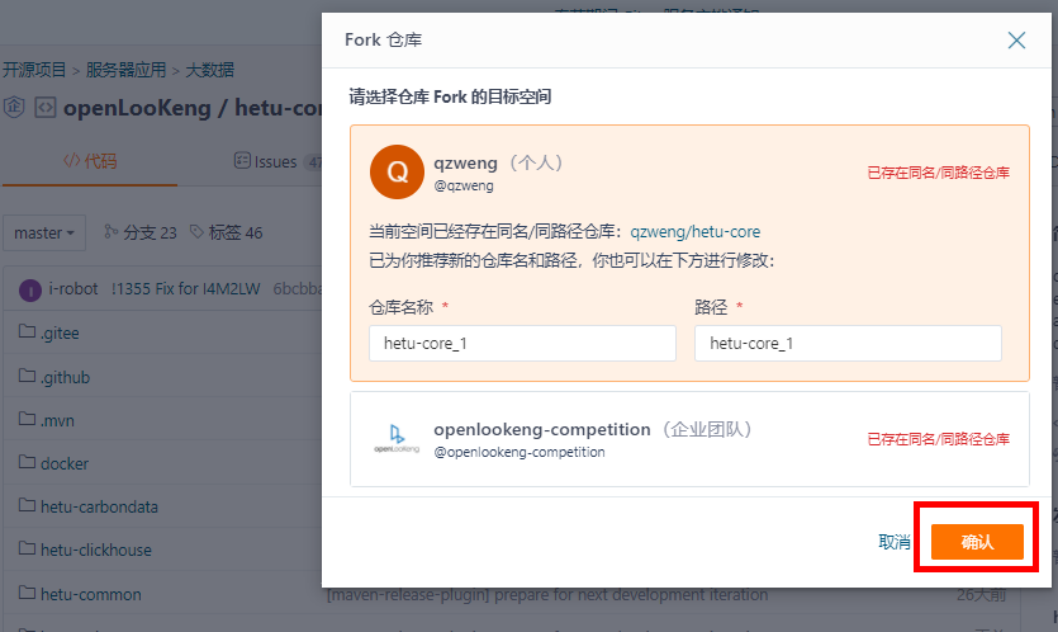 Fork 仓库
开源项目 > 服务器应用 > 大数据
请选择仓库 Fork 的目标空间
企 openLooKeng / hetu-cor
代码
Issues 47
Q
qzweng（个人）
@qzweng
已存在同名/同路径仓库
当前空间已经存在同名/同路径仓库：qzweng/hetu-core
已为你推荐新的仓库名和路径，你也可以在下方进行修改：
master
分支 23
标签 46
仓库名称 *
路径 *
hetu-core_1
hetu-core_1
I
i-robot !1355 Fix for I4M2LW 6bcbba
.gitee
.github
.mvn
docker
hetu-carbondata
hetu-clickhouse
hetu-common
openLooKeng
openlookeng-competition（企业团队）
@openlookeng-competition
已存在同名/同路径仓库
取消
确认
[maven-release-plugin] prepare for next development iteration
26天前